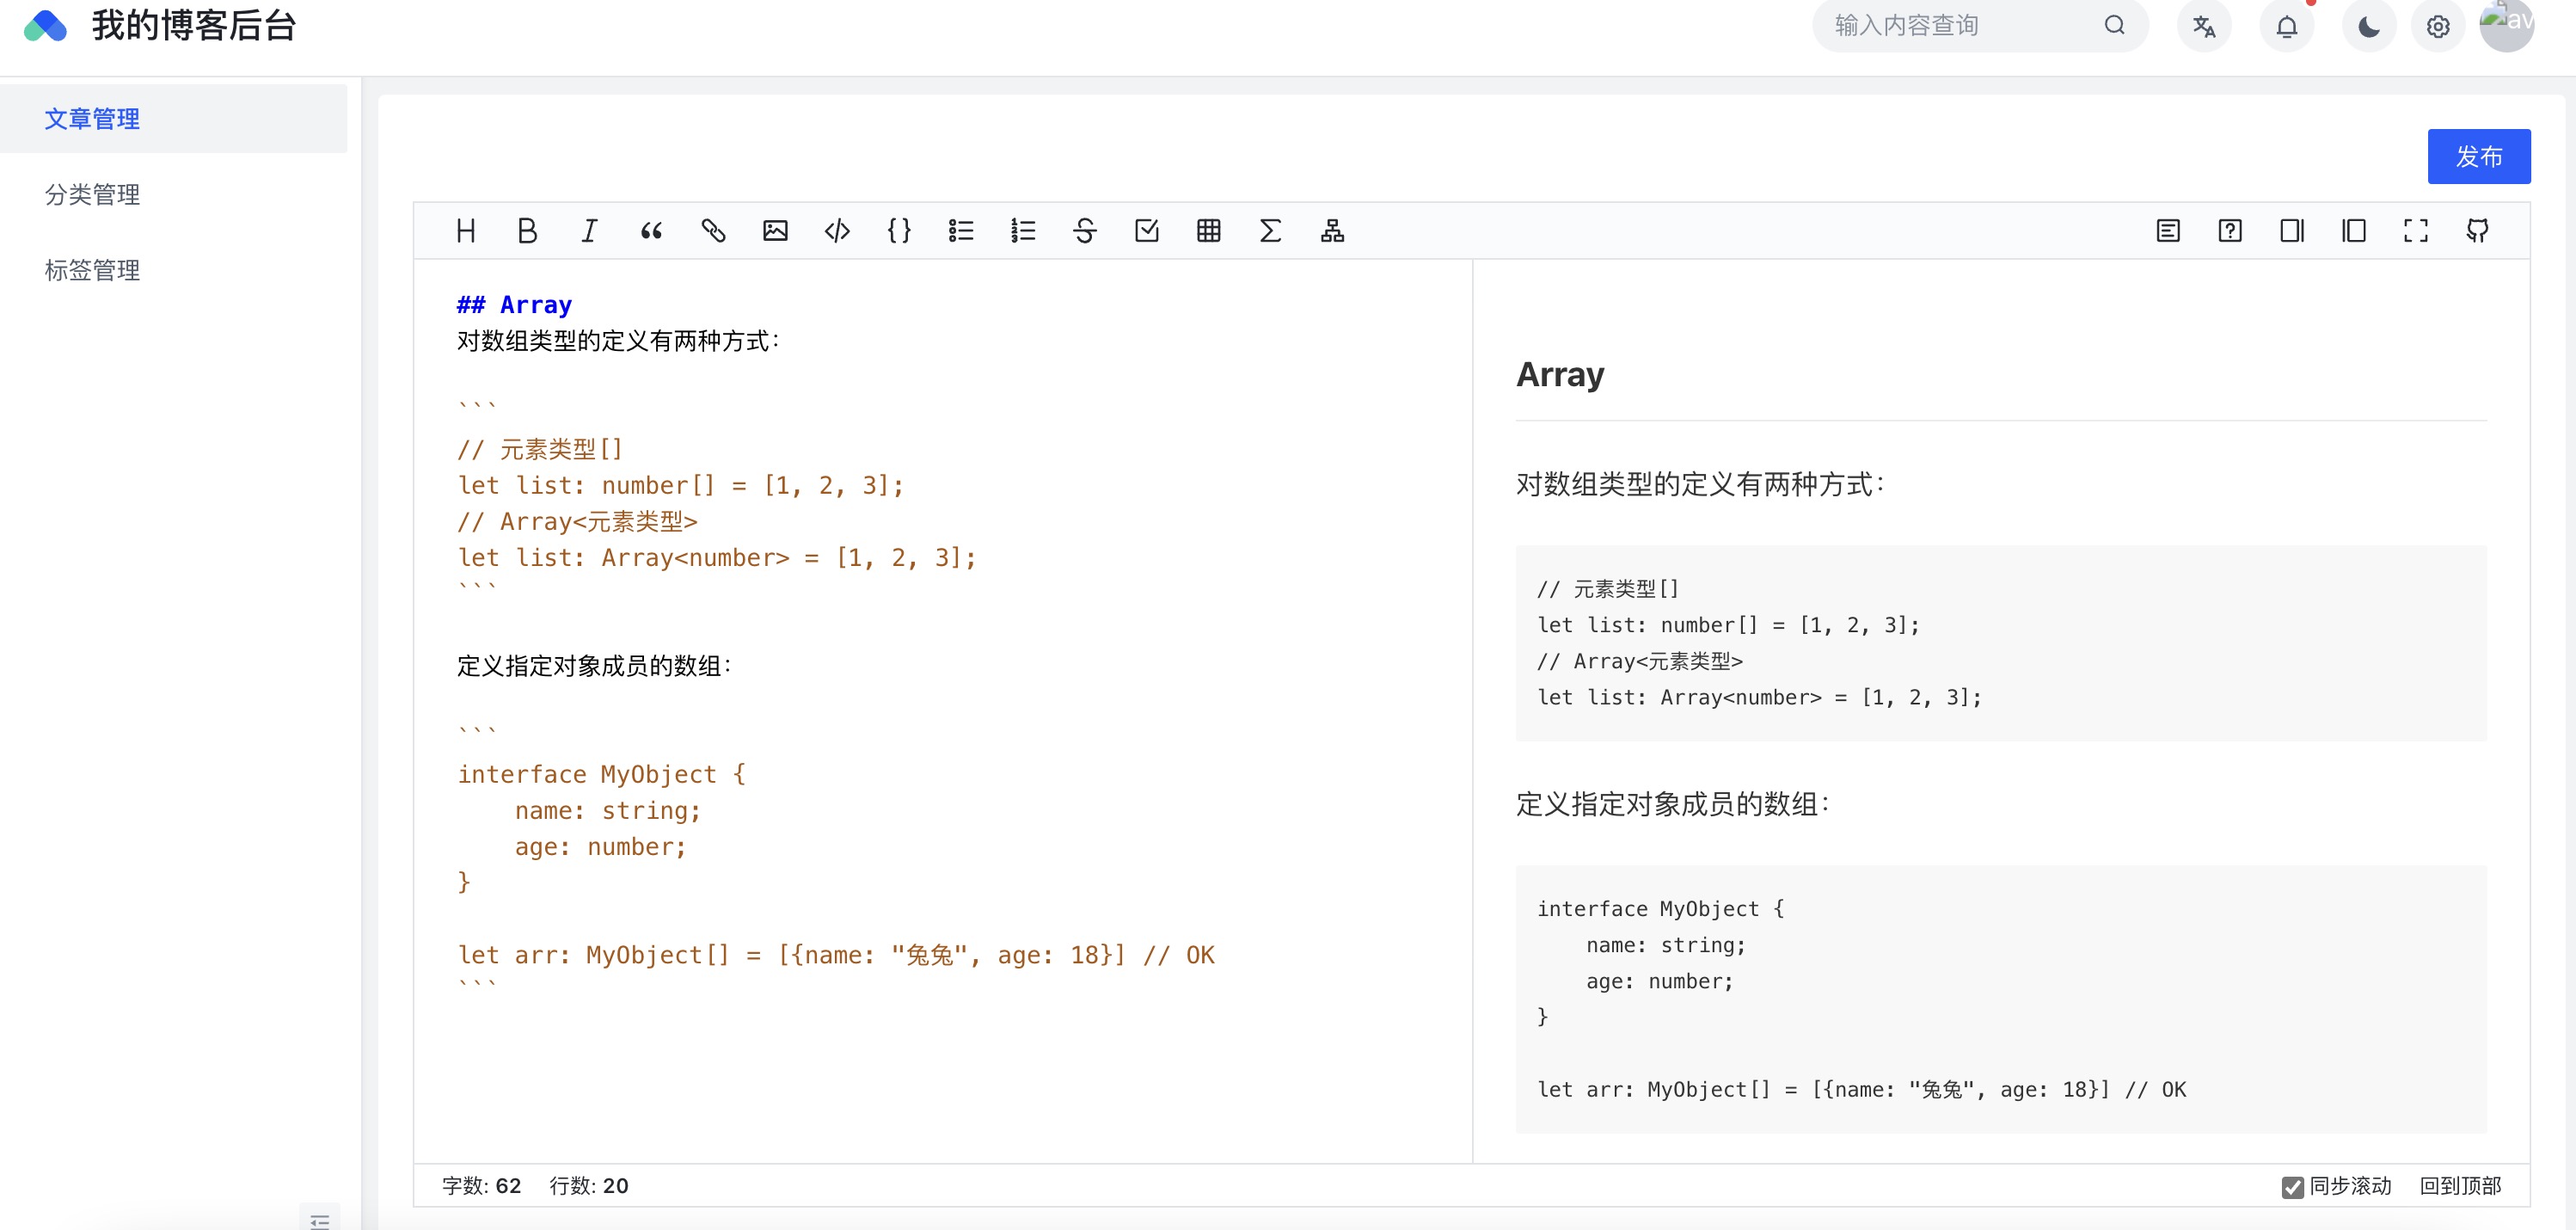 我的博客后台
输入内容查询
av
文章管理
分类管理
标签管理
发布
## Array
对数组类型的定义有两种方式：
```
// 元素类型[]
let list: number[] = [1, 2, 3];
// Array<元素类型>
let list: Array<number> = [1, 2, 3];
```
定义指定对象成员的数组：
```
interface MyObject {
    name: string;
    age: number;
}
let arr: MyObject[] = [{name: "兔兔", age: 18}] // OK
```
Array
对数组类型的定义有两种方式：
// 元素类型[]
let list: number[] = [1, 2, 3];
// Array<元素类型>
let list: Array<number> = [1, 2, 3];
定义指定对象成员的数组：
interface MyObject {
    name: string;
    age: number;
}
let arr: MyObject[] = [{name: "兔兔", age: 18}] // OK
字数: 62 行数: 20
同步滚动 回到顶部